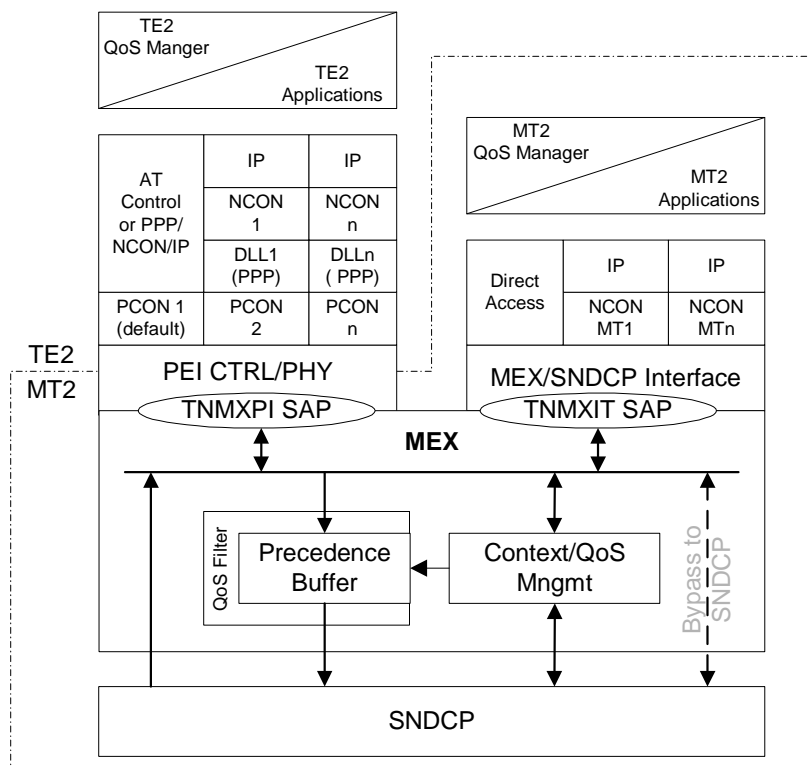 TE2
QoS Manger
TE2
Applications
MT2
QoS Manager
MT2
Applications
AT
Control
or PPP/
NCON/IP
IP
IP
NCON
1
NCON
n
DLL1
(PPP)
DLLn
( PPP)
PCON 1
(default)
PCON
2
PCON
n
Direct
Access
IP
IP
NCON
MT1
NCON
MTn
TE2
MT2
PEI CTRL/PHY
MEX/SNDCP Interface
TNMXPI SAP
TNMXIT SAP
MEX
QoS Filter
Precedence
Buffer
Context/QoS
Mngmt
Bypass to
SNDCP
SNDCP